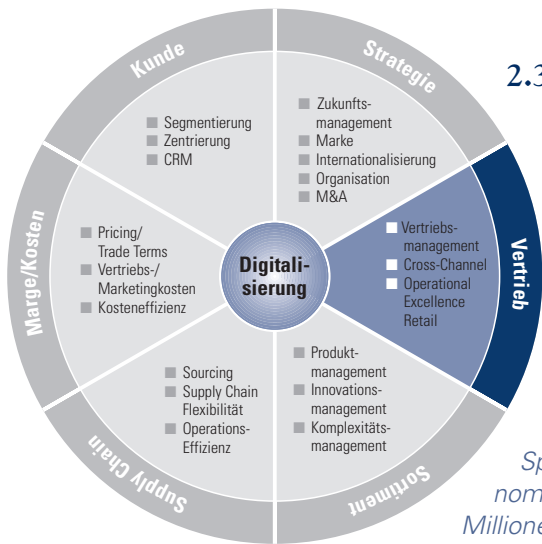 Kunde
■ Segmentierung
■ Zentrierung
■ CRM
Strategie
■ Zukunfts-
management
■ Marke
■ Internationalisierung
■ Organisation
■ M&A
2.3
Vertrieb
■ Vertriebs-
management
■ Cross-Channel
■ Operational
Excellence
Retail
Marge/Kosten
■ Pricing/
Trade Terms
■ Vertriebs-/
Marketingkosten
■ Kosteneffizienz
Digitali-
sierung
Supply Chain
■ Sourcing
■ Supply Chain
Flexibilität
■ Operations-
Effizienz
Sortiment
■ Produkt-
management
■ Innovations-
management
■ Komplexitäts-
management
Sp
nom
Millione